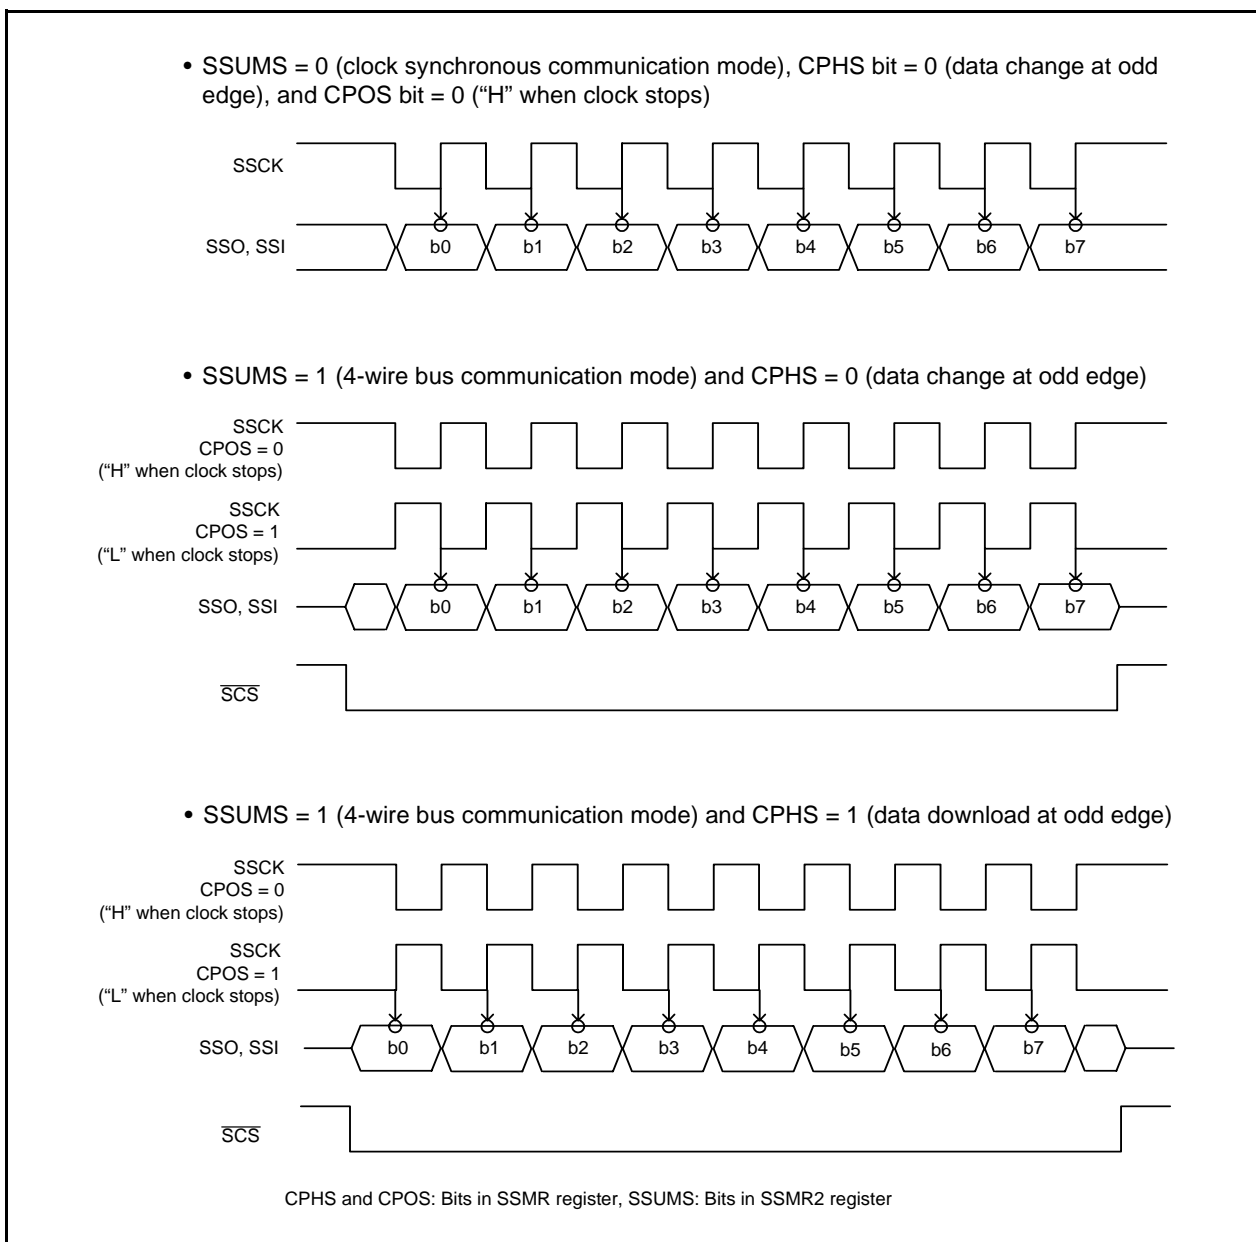 • SSUMS = 0 (clock synchronous communication mode), CPHS bit = 0 (data change at odd
edge), and CPOS bit = 0 (“H” when clock stops)
SSCK
SSO, SSI
b0 b1 b2 b3 b4 b5 b6 b7
• SSUMS = 1 (4-wire bus communication mode) and CPHS = 0 (data change at odd edge)
SSCK
CPOS = 0
(“H” when clock stops)
SSCK
CPOS = 1
(“L” when clock stops)
SSO, SSI
b0 b1 b2 b3 b4 b5 b6 b7
SCS
• SSUMS = 1 (4-wire bus communication mode) and CPHS = 1 (data download at odd edge)
SSCK
CPOS = 0
(“H” when clock stops)
SSCK
CPOS = 1
(“L” when clock stops)
SSO, SSI
b0 b1 b2 b3 b4 b5 b6 b7
SCS
CPHS and CPOS: Bits in SSMR register, SSUMS: Bits in SSMR2 register